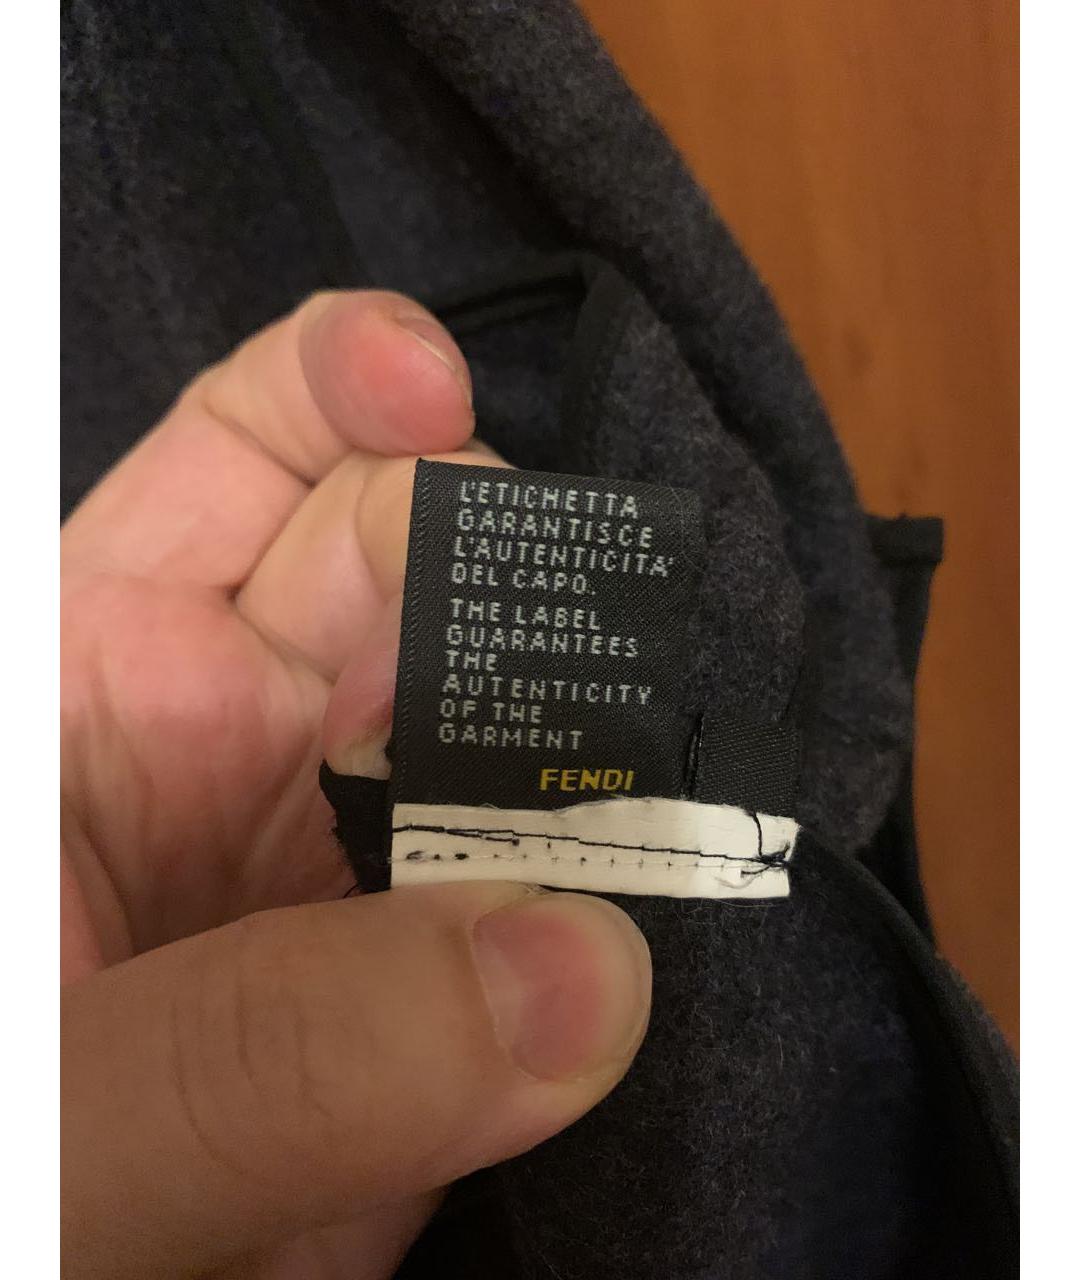 L'ETICHETTA
GARANTISCE
L'AUTENTICITA'
DEL CAPO.
THE LABEL
GUARANTEES
THE
AUTENTICITY
OF THE
GARMENT
FENDI